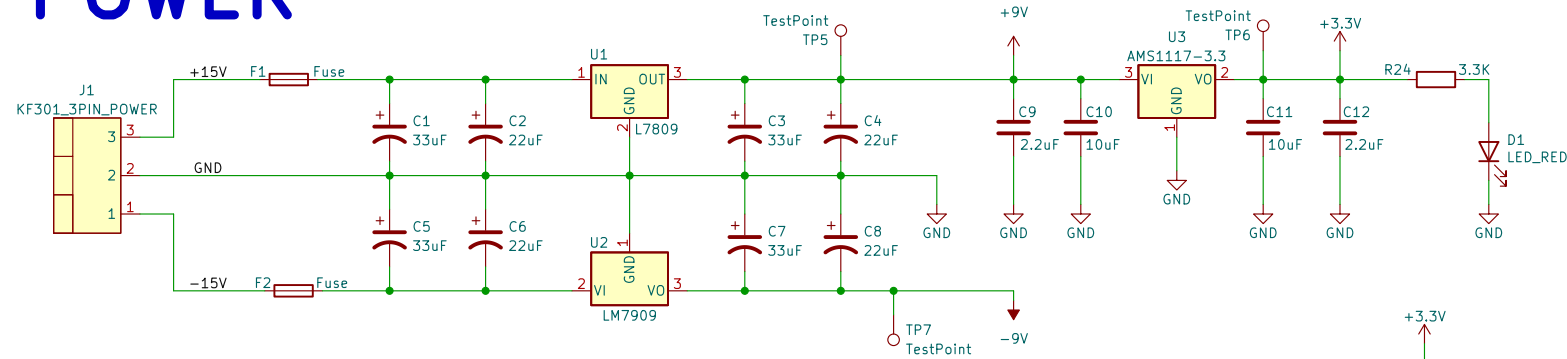 POWER
J1
KF301_3PIN_POWER
3
2
1
3
2
1
+15V
GND
-15V
F1
Fuse
F2
Fuse
C1
33uF
C2
22uF
C5
33uF
C6
22uF
U1
1
IN
OUT
3
GND
2
L7809
U2
1
GND
2
VI
VO
3
LM7909
TestPoint
TP5
C3
33uF
C4
22uF
C7
33uF
C8
22uF
GND
TP7
TestPoint
-9V
+9V
C9
2.2uF
GND
C10
10uF
GND
U3
AMS1117-3.3
3
VI
VO
2
GND
1
GND
TestPoint
TP6
C11
10uF
GND
+3.3V
C12
2.2uF
GND
R24
3.3K
D1
LED_RED
GND
+3.3V